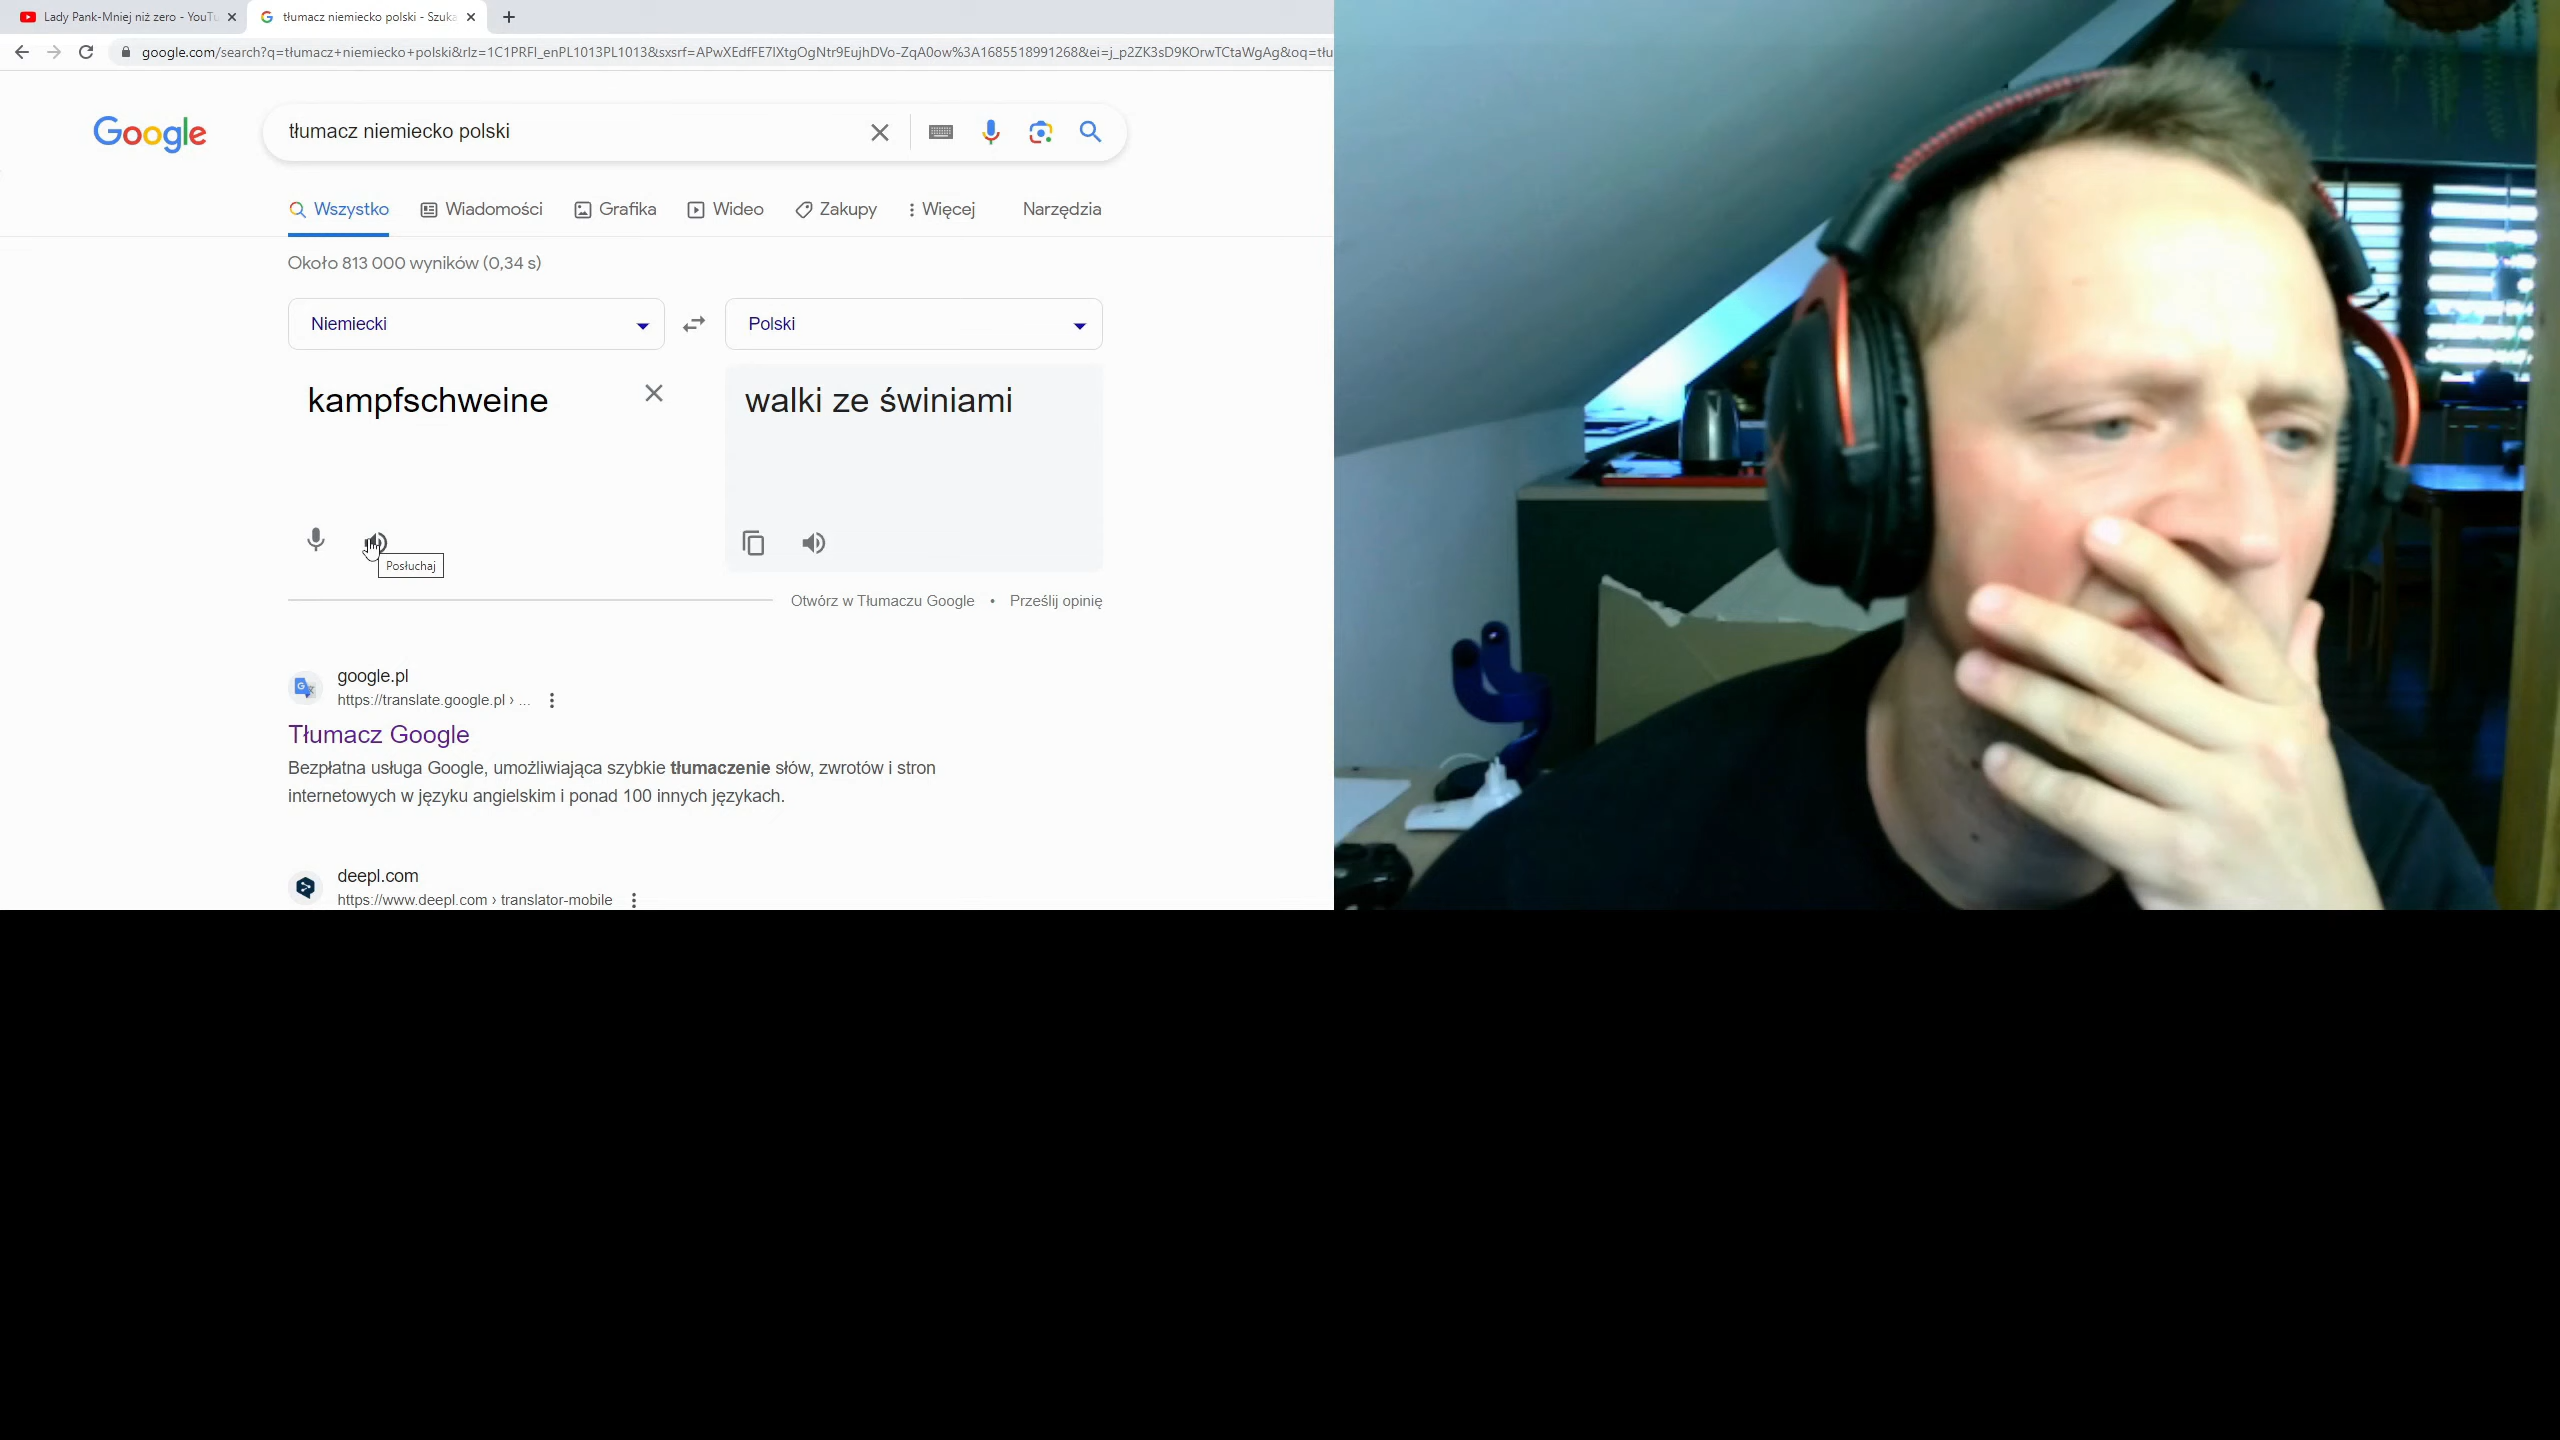 Lady Pank-Mniej niż zero - YouTu
tłumacz niemiecko polski - Szuka
google.com/search?q=tłumacz+niemiecko+polski&rlz=1C1PRFI_enPL1013PL1013&sxsrf=APwXEdfFE7IXtgOgNtr9EujhDVo-ZqA0ow%3A1685518991268&ei=j_p2ZK3sD9KOrwTCtaWgAg&oq=tłu
Google
tłumacz niemiecko polski
Wszystko
Wiadomości
Grafika
Wideo
Zakupy
Więcej
Narzędzia
Około 813 000 wyników (0,34 s)
Niemiecki
Polski
kampfschweine
walki ze świniami
Posłuchaj
Otwórz w Tłumaczu Google • Prześlij opinię
google.pl
https://translate.google.pl › ...
Tłumacz Google
Bezpłatna usługa Google, umożliwiająca szybkie tłumaczenie słów, zwrotów i stron
internetowych w języku angielskim i ponad 100 innych językach.
deepl.com
https://www.deepl.com › translator-mobile